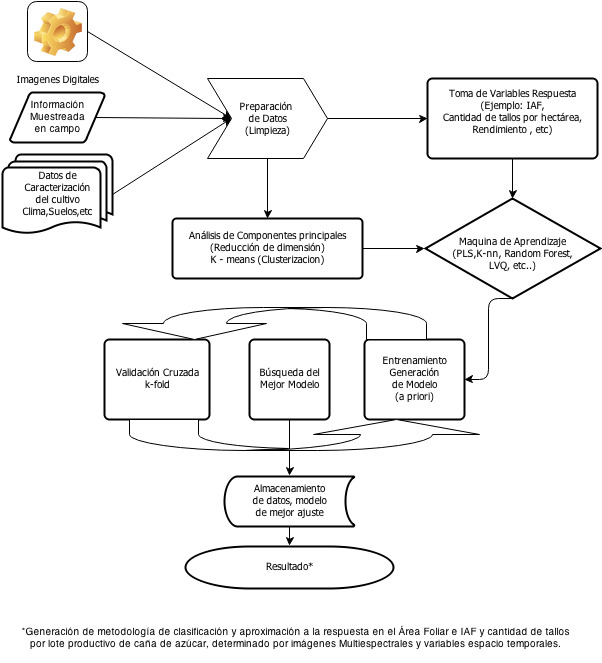 Imagenes Digitales
Información
Muestreada
en campo
Datos de
Caracterización
del cultivo
Clima,Suelos,etc
Preparación
de Datos
(Limpieza)
Toma de Variables Respuesta
(Ejemplo: IAF,
Cantidad de tallos por hectárea,
Rendimiento , etc)
Análisis de Componentes principales
(Reducción de dimensión)
K - means (Clusterizacion)
Maquina de Aprendizaje
(PLS,K-nn, Random Forest,
LVQ, etc..)
Validación Cruzada
k-fold
Búsqueda del
Mejor Modelo
Entrenamiento
Generación
de Modelo
(a priori)
Almacenamiento
de datos, modelo
de mejor ajuste
Resultado*
*Generación de metodología de clasificación y aproximación a la respuesta en el Área Foliar e IAF y cantidad de tallos
por lote productivo de caña de azúcar, determinado por imágenes Multiespectrales y variables espacio temporales.